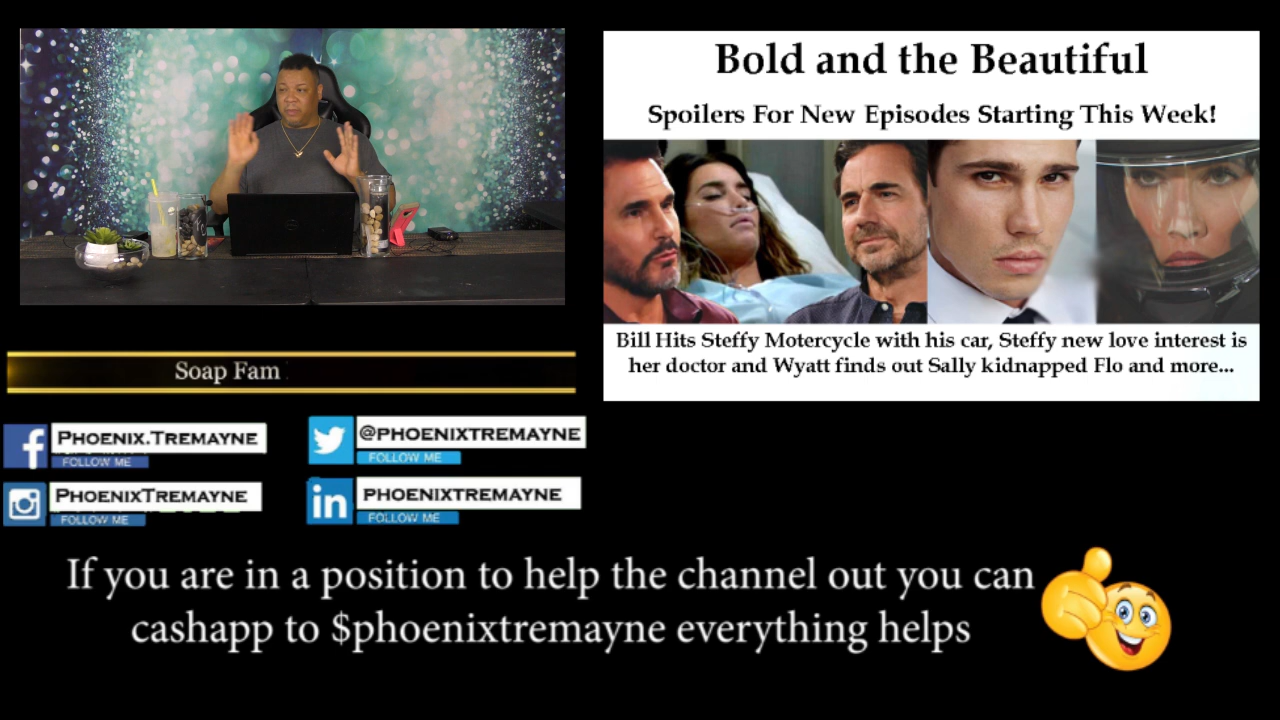 Bold and the Beautiful
Spoilers For New Episodes Starting This Week!
Bill Hits Steffy Motercycle with his car, Steffy new love interest is
her doctor and Wyatt finds out Sally kidnapped Flo and more...
Soap Fam
PHOENIX.TREMAYNE
FOLLOW ME
@PHOENIXTREMAYNE
FOLLOW ME
PHOENIXTREMAYNE
FOLLOW ME
PHOENIXTREMAYNE
FOLLOW ME
If you are in a position to help the channel out you can
cashapp to $phoenixtremayne everything helps